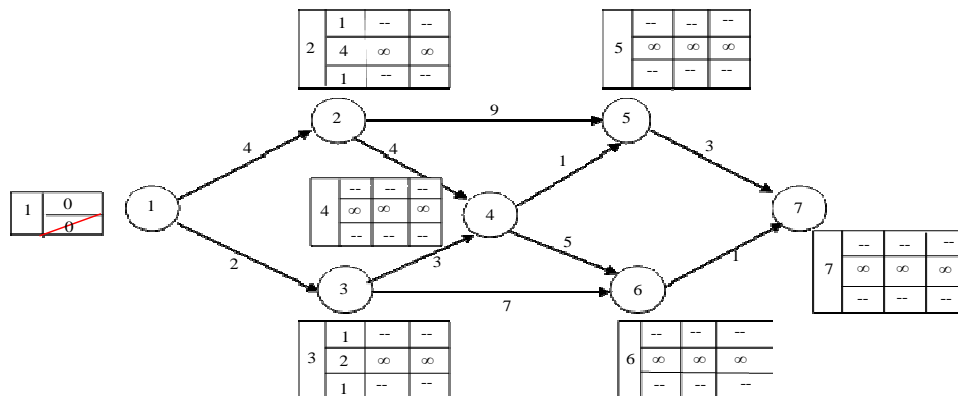 1 -- --
2 4 ∞ ∞
1 -- --
-- -- --
5 ∞ ∞ ∞
-- -- --
2
9
5
4
4
1
3
1 0
0
1
-- -- --
4 ∞ ∞ ∞
-- -- --
4
7
2
3
5
1
3
7
6
-- -- --
7 ∞ ∞ ∞
-- -- --
1 -- --
3 2 ∞ ∞
1 -- --
-- -- --
6 ∞ ∞ ∞
-- -- --